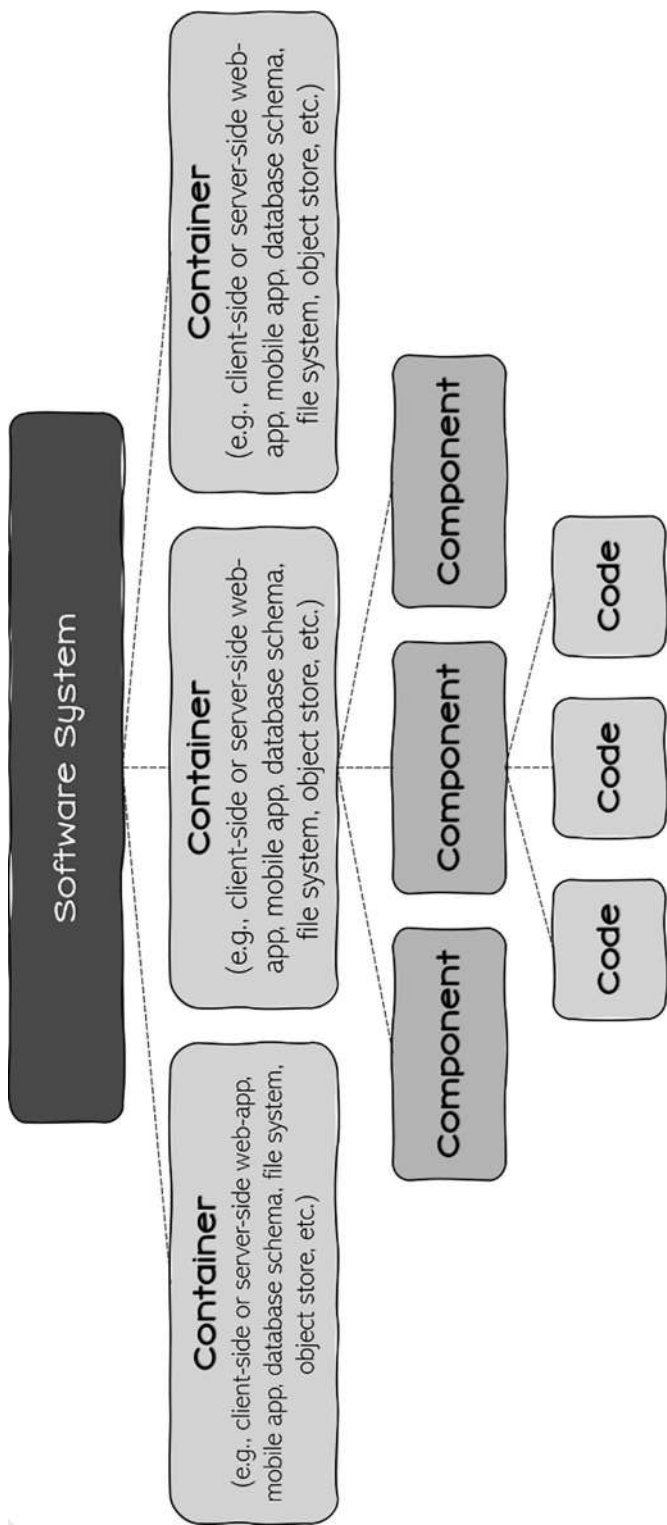 Software System
Container
(e.g., client-side or server-side web-app,
mobile app, database schema, file system,
object store, etc.)
Container
(e.g., client-side or server-side web-
app, mobile app, database schema,
file system, object store, etc.)
Container
(e.g., client-side or server-side web-
app, mobile app, database schema,
file system, object store, etc.)
Component
Component
Component
Code
Code
Code